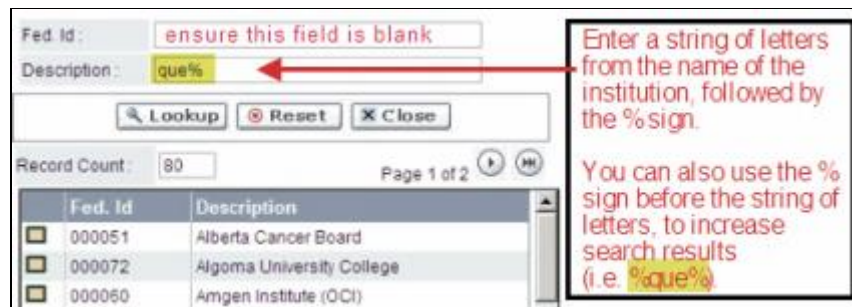 Fed. Id : ensure this field is blank
Description : que%
Lookup Reset Close
Record Count: 80 Page 1 of 2
Fed. Id Description
000051 Alberta Cancer Board
000072 Algoma University College
000060 Amgen Institute (OCI)
Enter a string of letters
from the name of the
institution, followed by
the % sign.
You can also use the %
sign before the string of
letters, to increase
search results
(i.e. %que%).